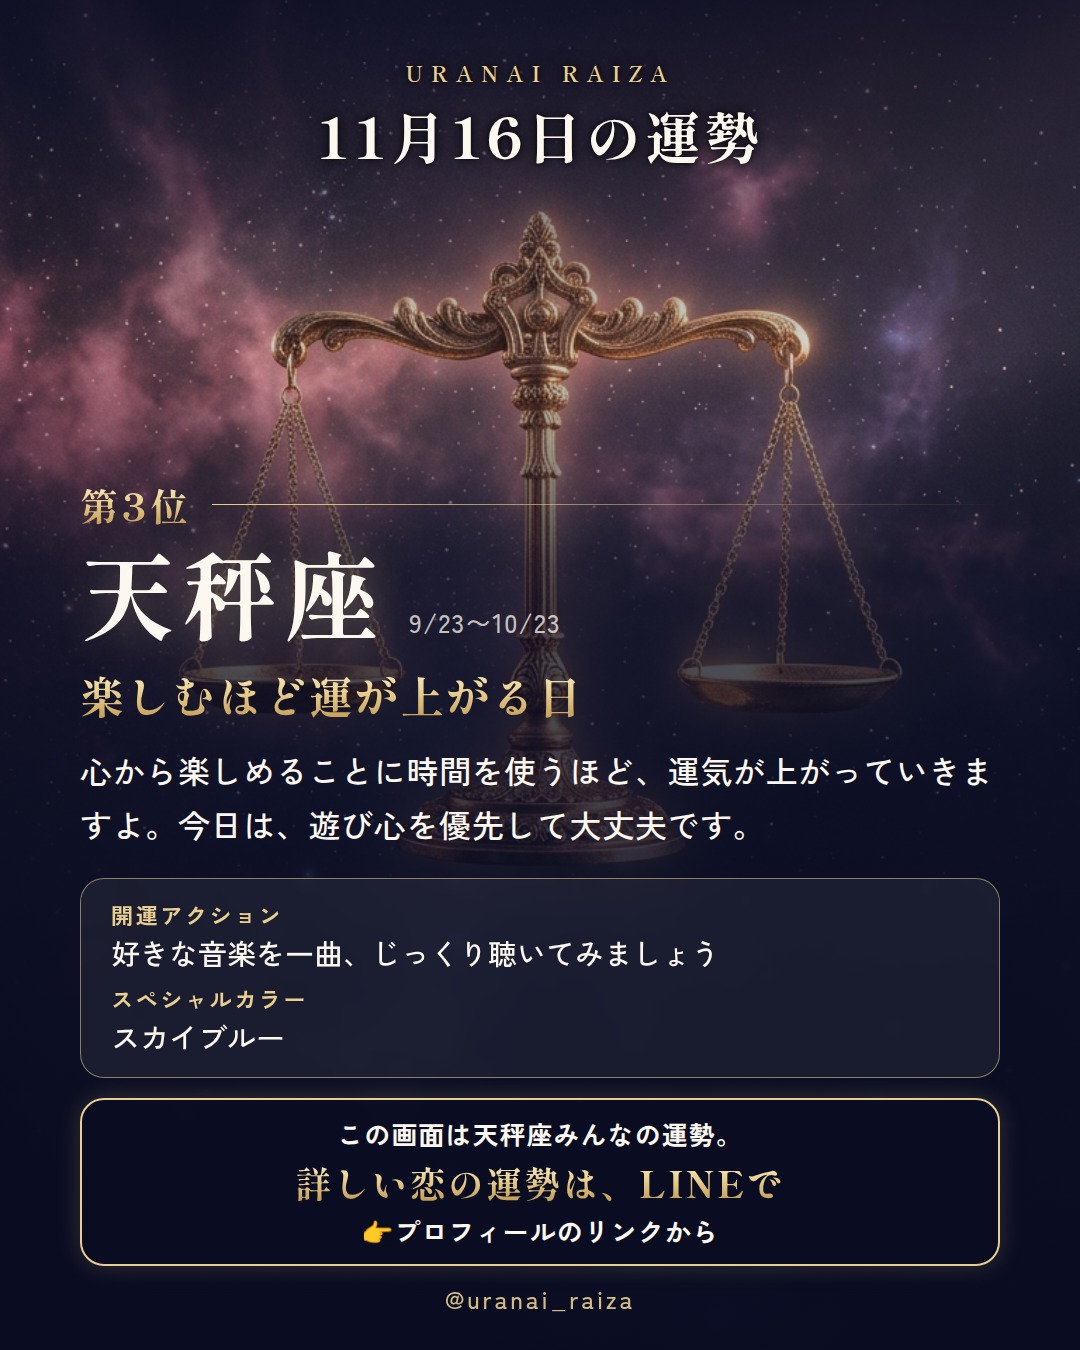 URANAI RAIZA
11月16日の運勢
第3位
天秤座 9/23〜10/23
楽しむほど運が上がる日
心から楽しめることに時間を使うほど、運気が上がっていきま
すよ。今日は、遊び心を優先して大丈夫です。
開運アクション
好きな音楽を一曲、じっくり聴いてみましょう
スペシャルカラー
スカイブルー
この画面は天秤座みんなの運勢。
詳しい恋の運勢は、LINEで
👉プロフィールのリンクから
@uranai_raiza